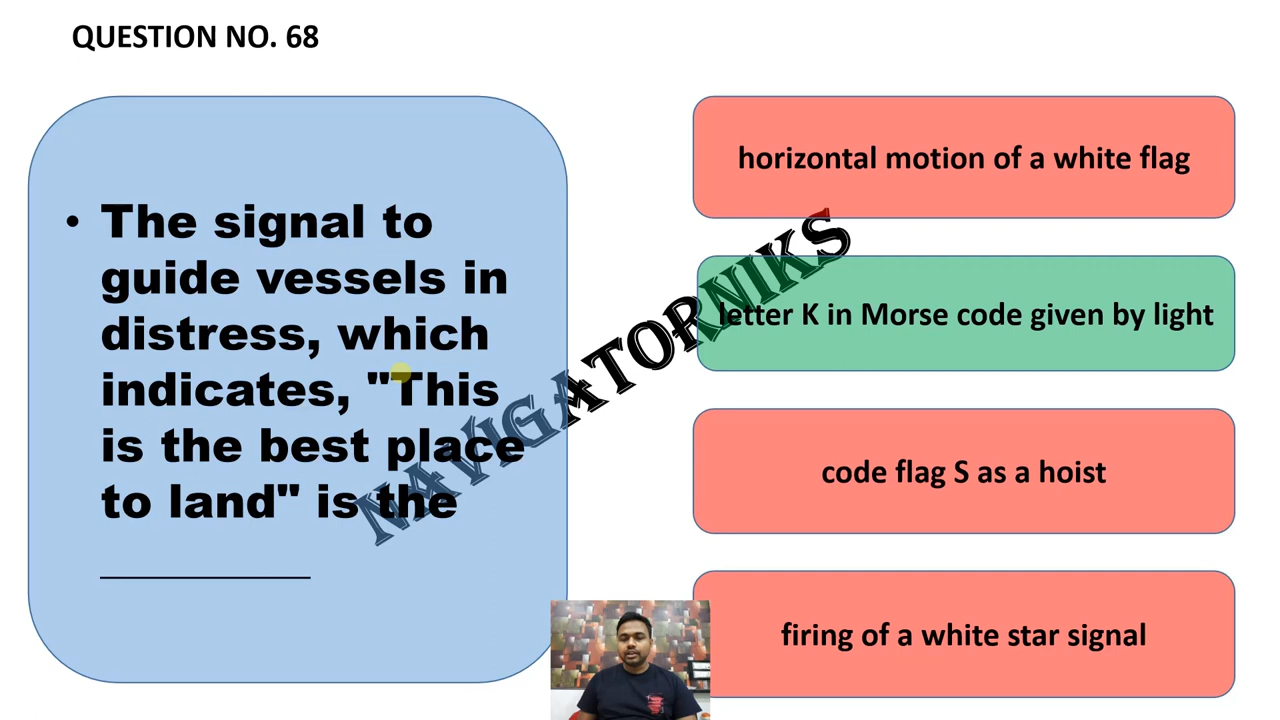 QUESTION NO. 68
• The signal to
guide vessels in
distress, which
indicates, "This
is the best place
to land" is the
__________
horizontal motion of a white flag
letter K in Morse code given by light
code flag S as a hoist
firing of a white star signal
NAVIGATORNIKS